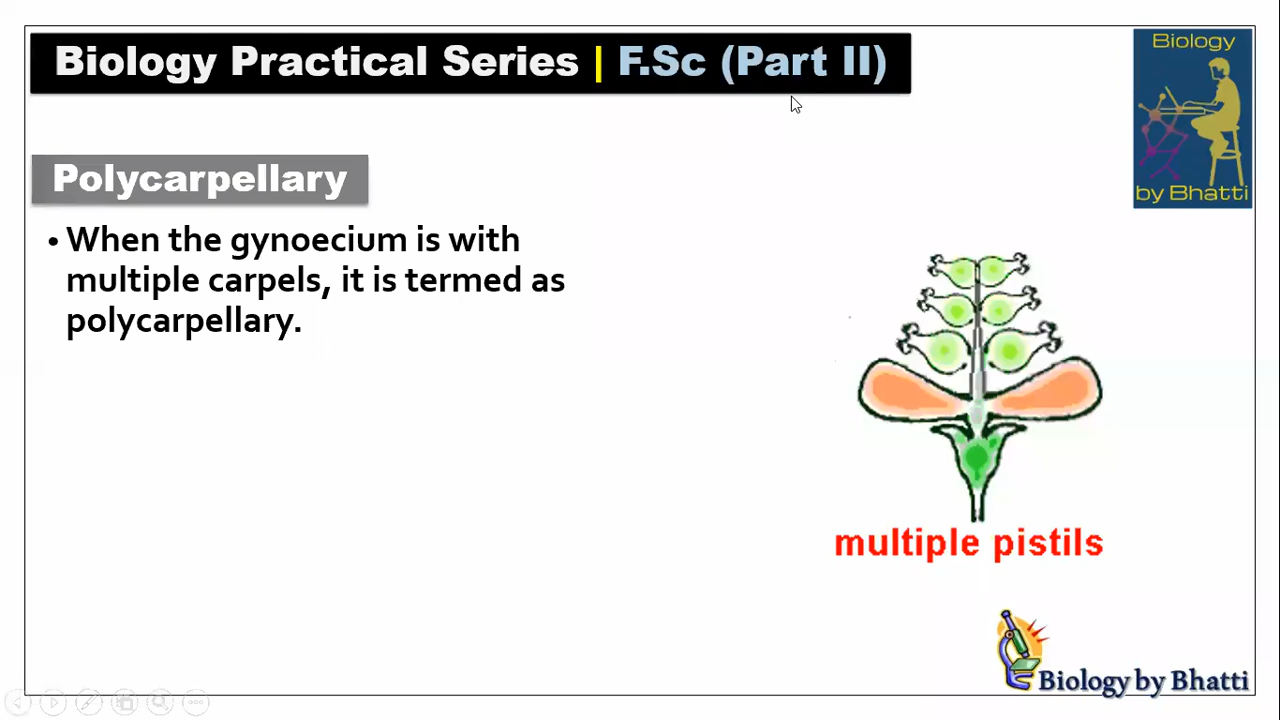 Biology Practical Series | F.Sc (Part II)
Biology
by Bhatti
Polycarpellary
• When the gynoecium is with
multiple carpels, it is termed as
polycarpellary.
multiple pistils
Biology by Bhatti